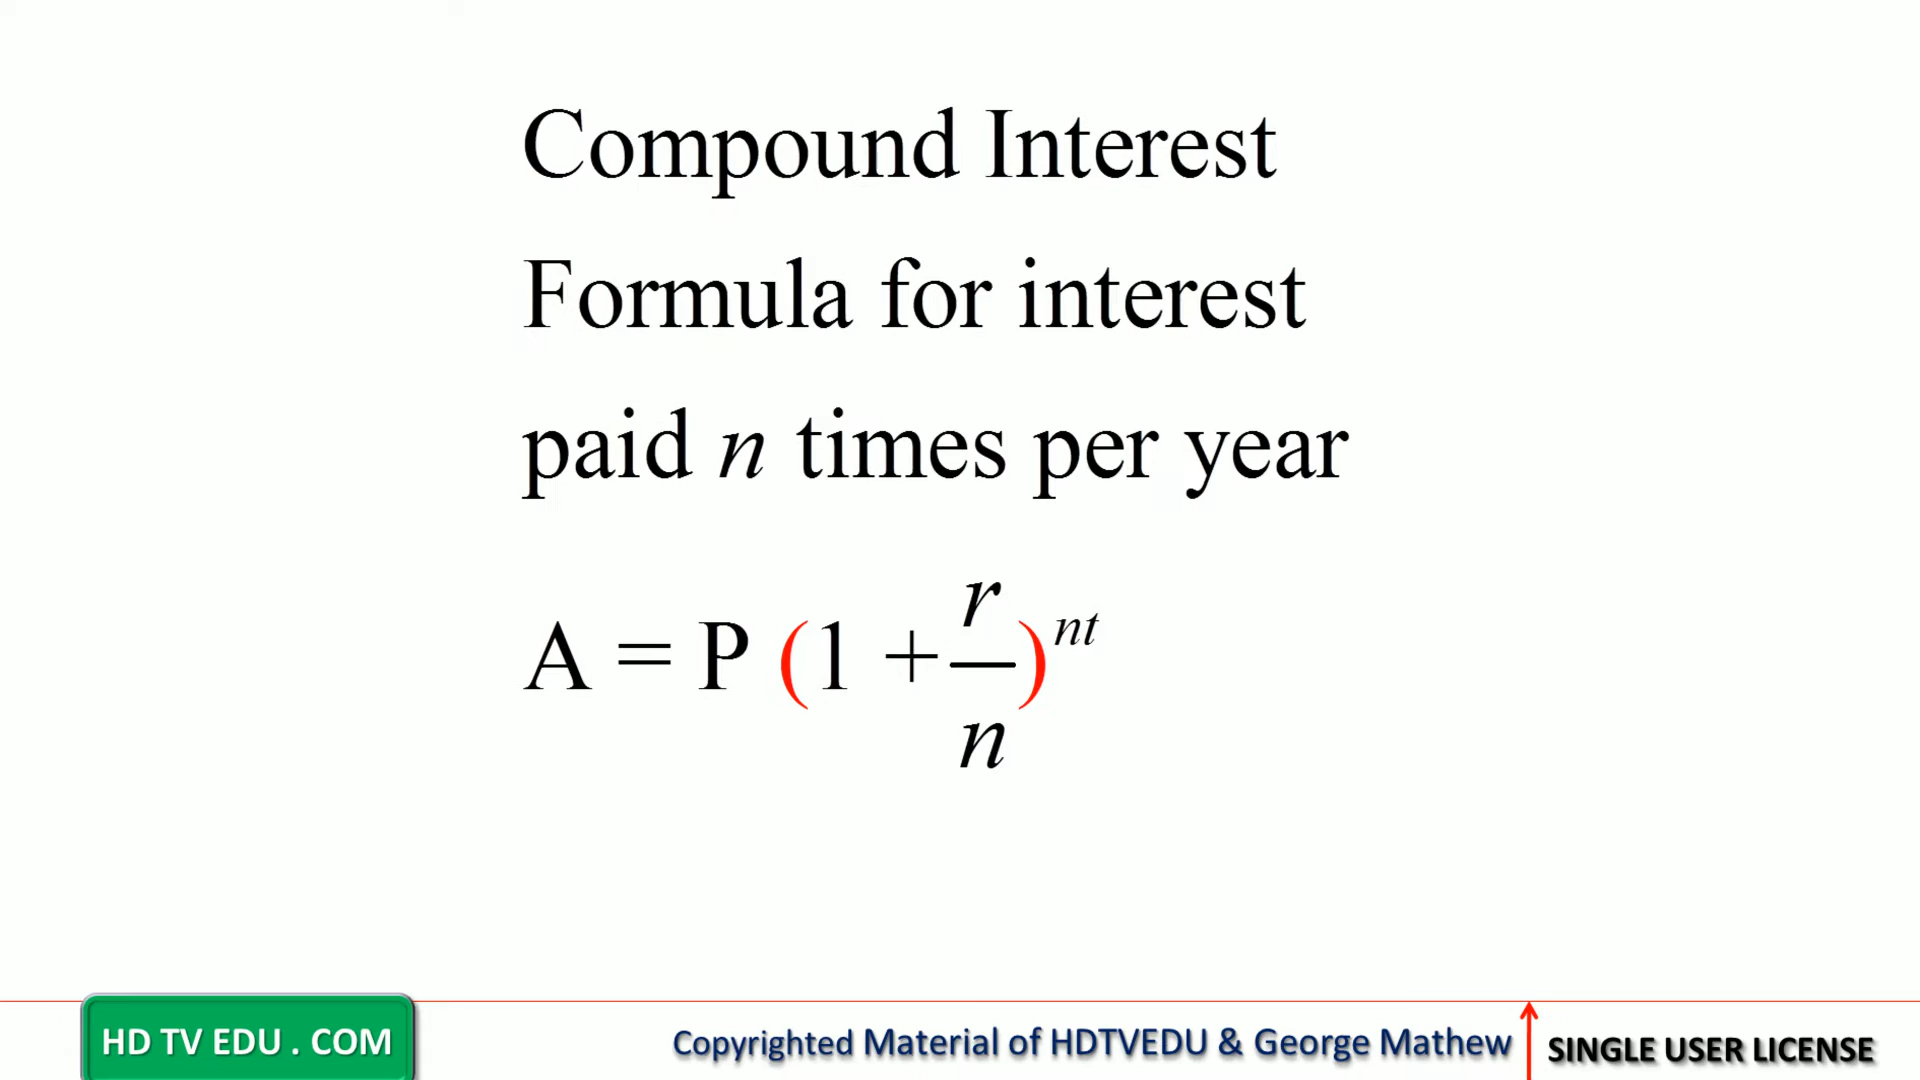 Compound Interest
Formula for interest
paid n times per year
A = P (1 + r/n)^nt
HD TV EDU . COM
Copyrighted Material of HDTVEDU & George Mathew
SINGLE USER LICENSE